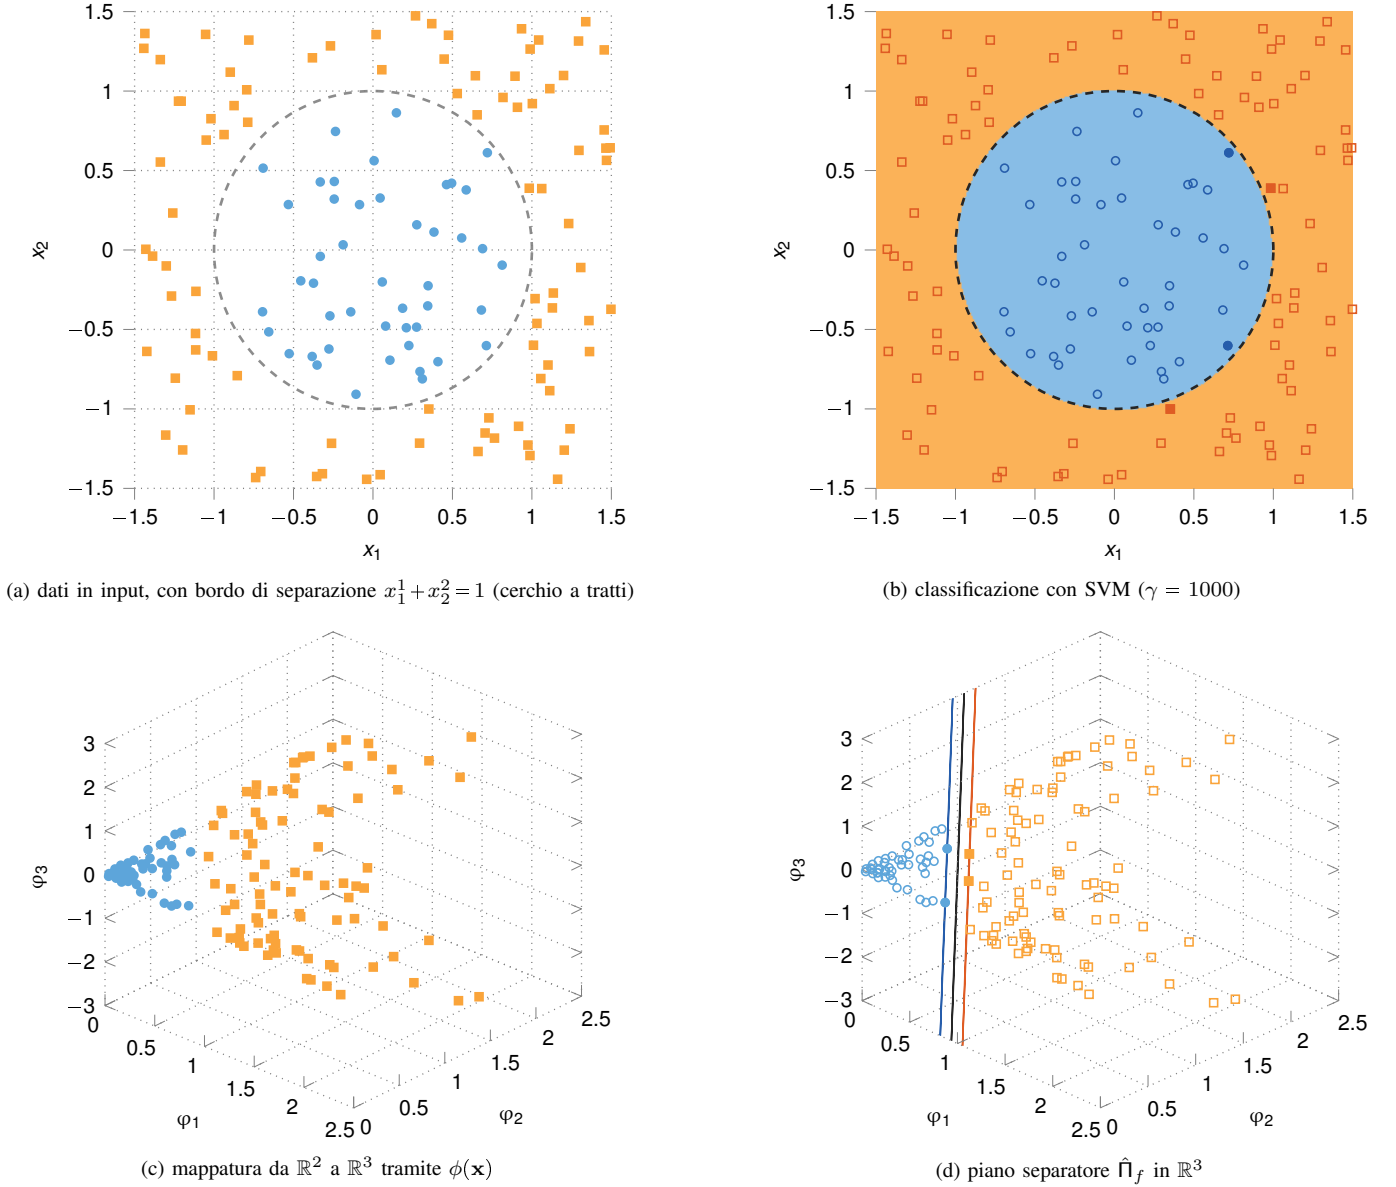 1.5
1
0.5
0
−0.5
−1
−1.5
x2
−1.5 −1 −0.5 0 0.5 1 1.5
x1
(a) dati in input, con bordo di separazione x₁¹+x₂²=1 (cerchio a tratti)
1.5
1
0.5
0
−0.5
−1
−1.5
x2
−1.5 −1 −0.5 0 0.5 1 1.5
x1
(b) classificazione con SVM (γ = 1000)
3
2
1
0
−1
−2
−3
φ3
0 0.5 1 1.5 2 2.5
φ1
0 0.5 1 1.5 2 2.5
φ2
(c) mappatura da ℝ² a ℝ³ tramite ϕ(x)
3
2
1
0
−1
−2
−3
φ3
0 0.5 1 1.5 2 2.5
φ1
0 0.5 1 1.5 2 2.5
φ2
(d) piano separatore Π̂f in ℝ³